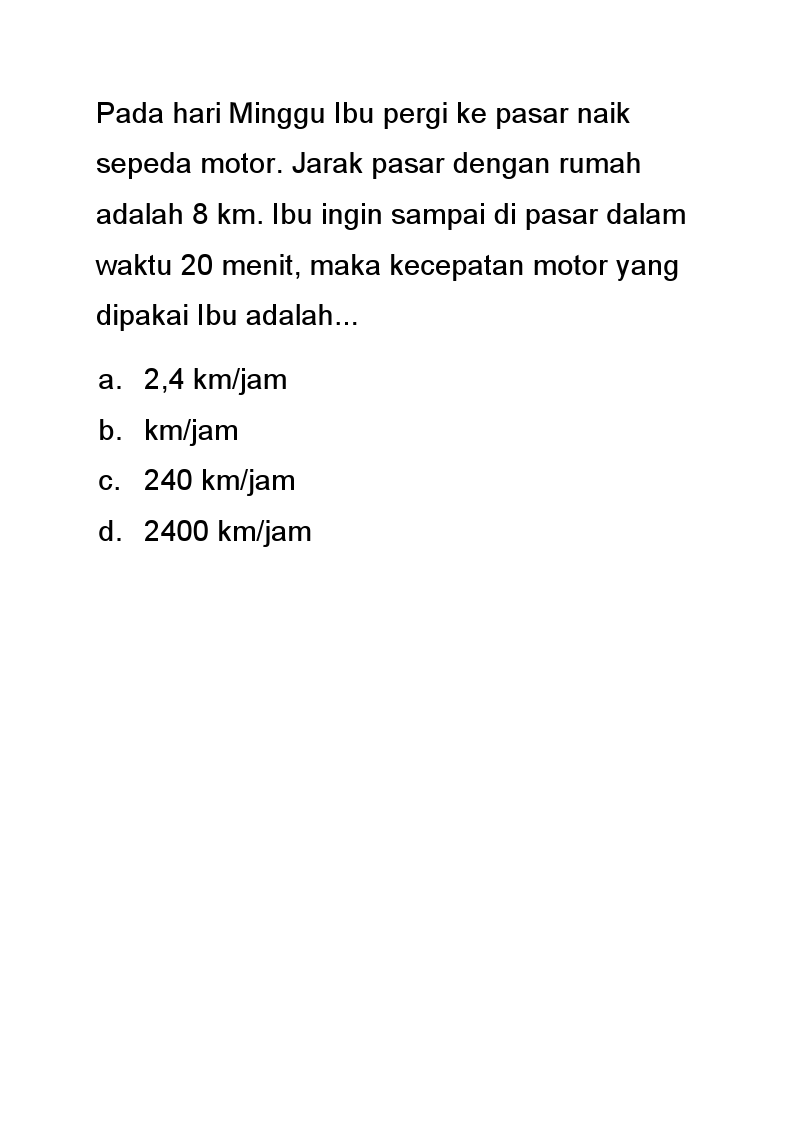 Pada hari Minggu Ibu pergi ke pasar naik
sepeda motor. Jarak pasar dengan rumah
adalah 8 km. Ibu ingin sampai di pasar dalam
waktu 20 menit, maka kecepatan motor yang
dipakai Ibu adalah...
a. 2,4 km/jam
b. km/jam
c. 240 km/jam
d. 2400 km/jam